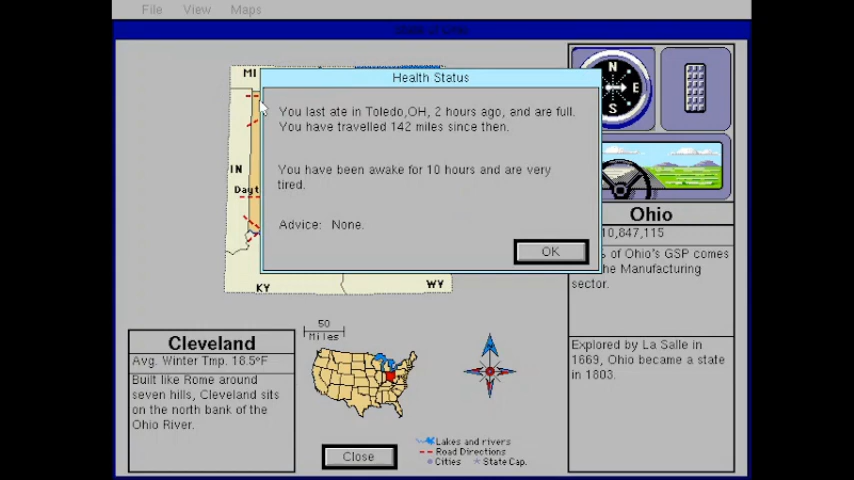 File View Maps
MI
Health Status
You last ate in Toledo,OH, 2 hours ago, and are full.
You have travelled 142 miles since then.
You have been awake for 10 hours and are very
tired.
Advice: None.
OK
IN
Dayt
KY
WY
N
E
S
Ohio
10,847,115
of Ohio's GSP comes
the Manufacturing
sector.
Explored by La Salle in
1669, Ohio became a state
in 1803.
Cleveland
Avg. Winter Tmp. 18.5°F
Built like Rome around
seven hills, Cleveland sits
on the north bank of the
Ohio River.
50
Miles
Lakes and rivers
Road Directions
Cities
State Cap.
Close